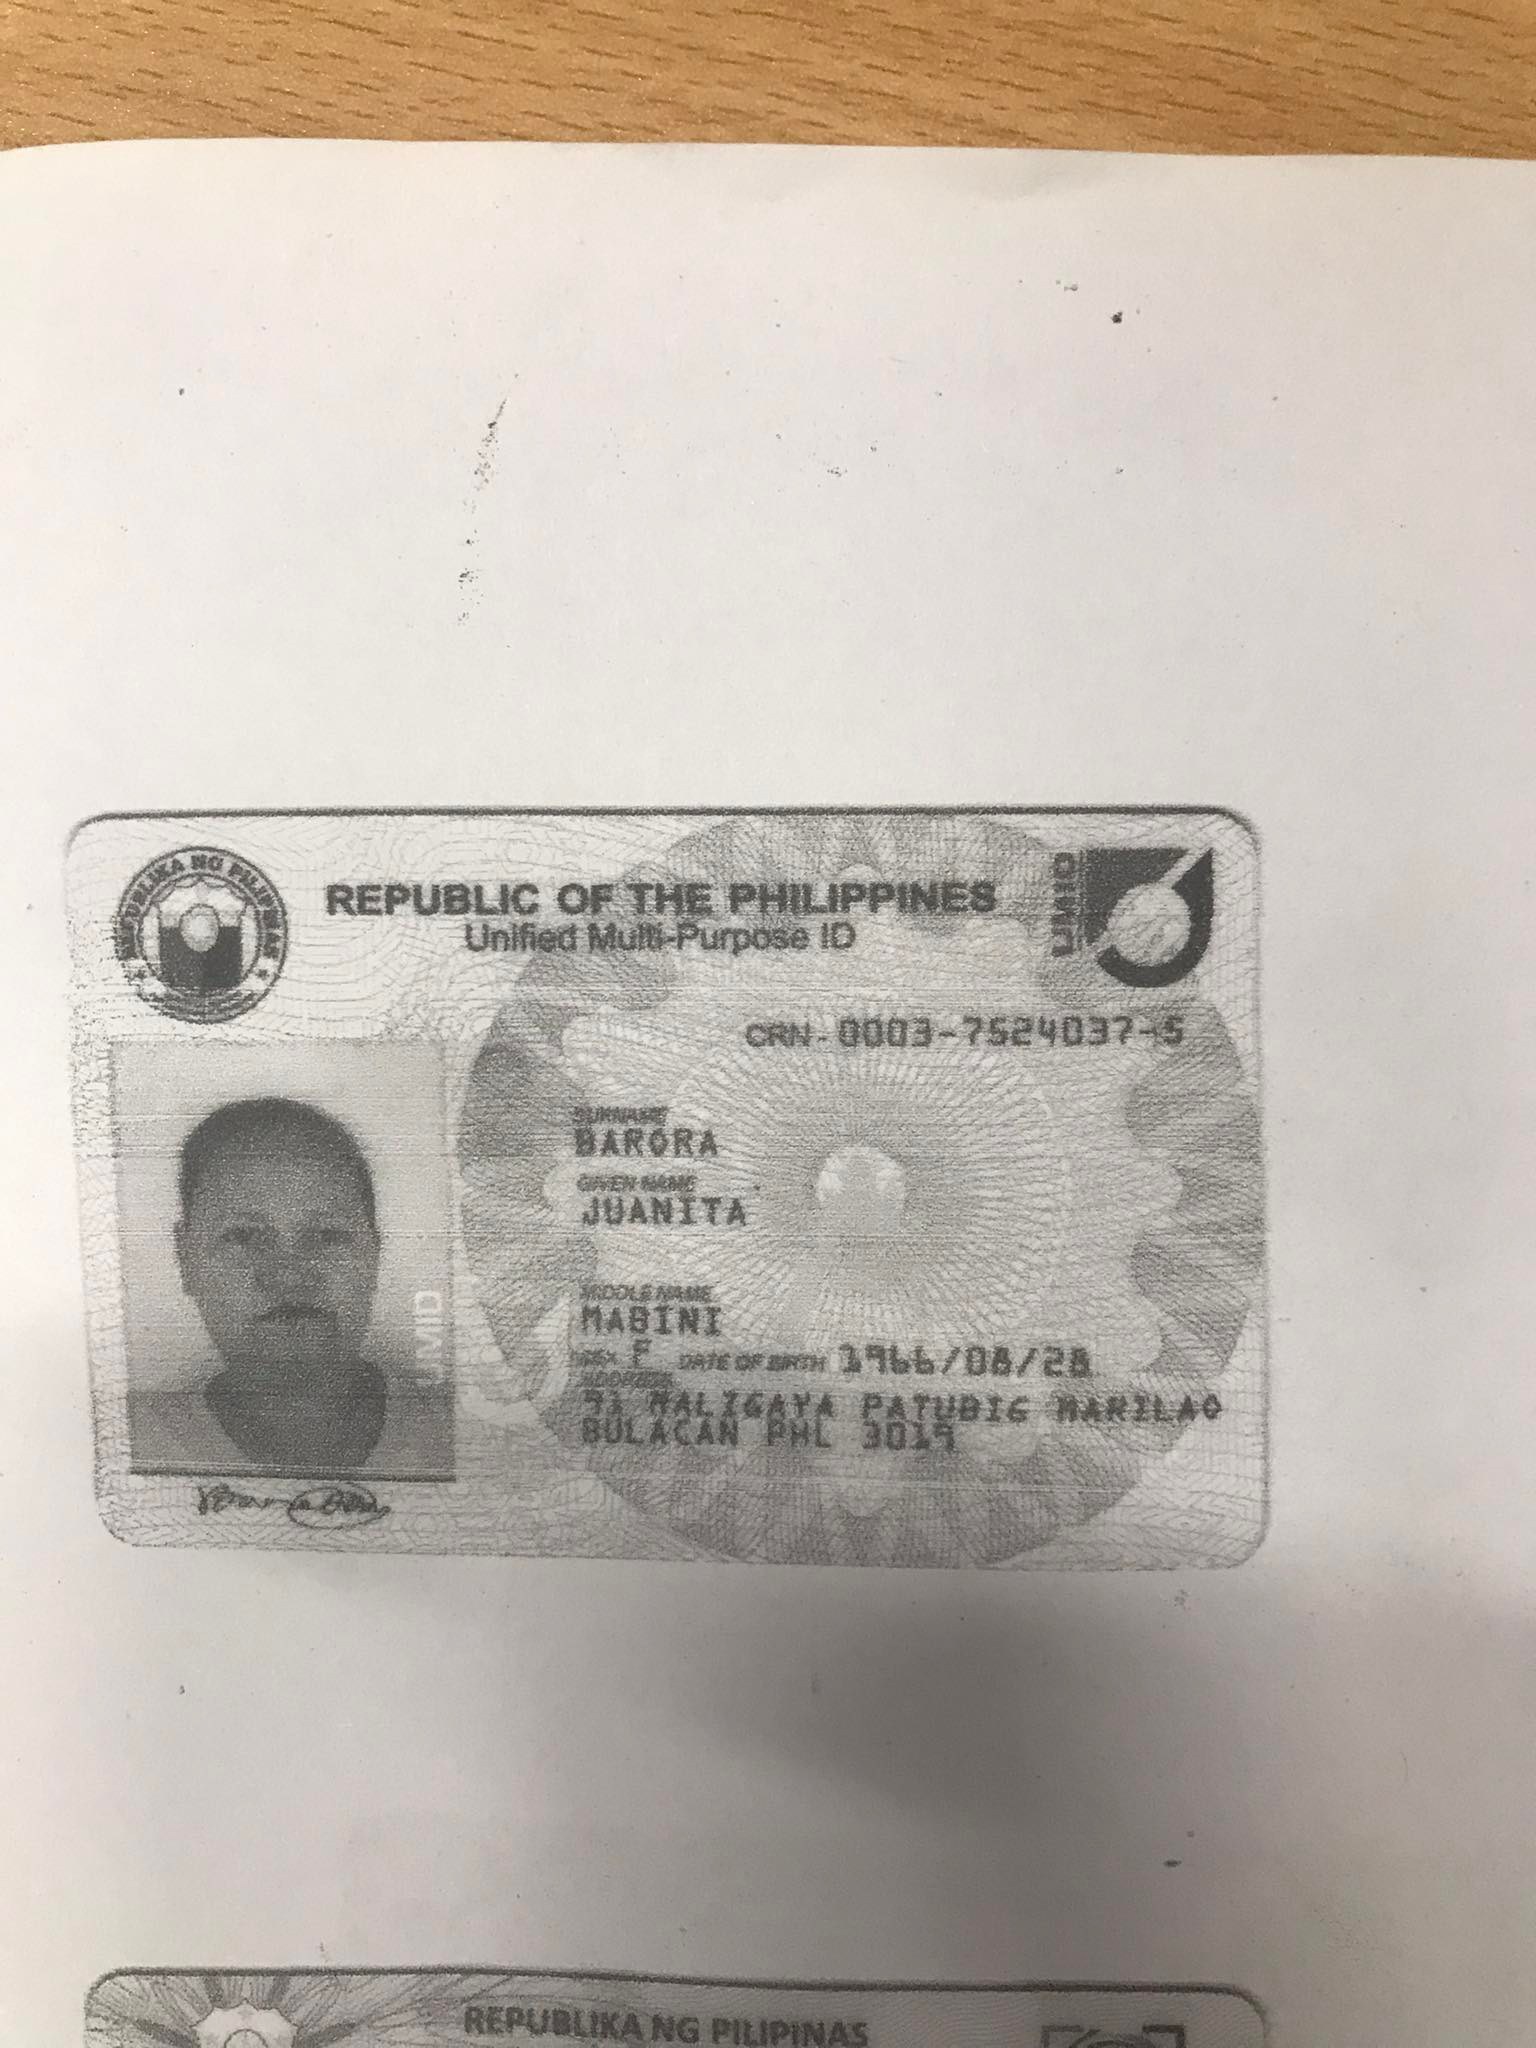 REPUBLIKA NG PILIPINAS
REPUBLIC OF THE PHILIPPINES
Unified Multi-Purpose ID
UMID
CRN - 0003-7524037-5
SURNAME
BARORA
GIVEN NAME
JUANITA
MIDDLE NAME
MABINI
SEX F DATE OF BIRTH 1966/08/28
ADDRESS
91 MALIGAYA PATUBIG MARILAO
BULACAN PHL 3019
UMID
REPUBLIKA NG PILIPINAS